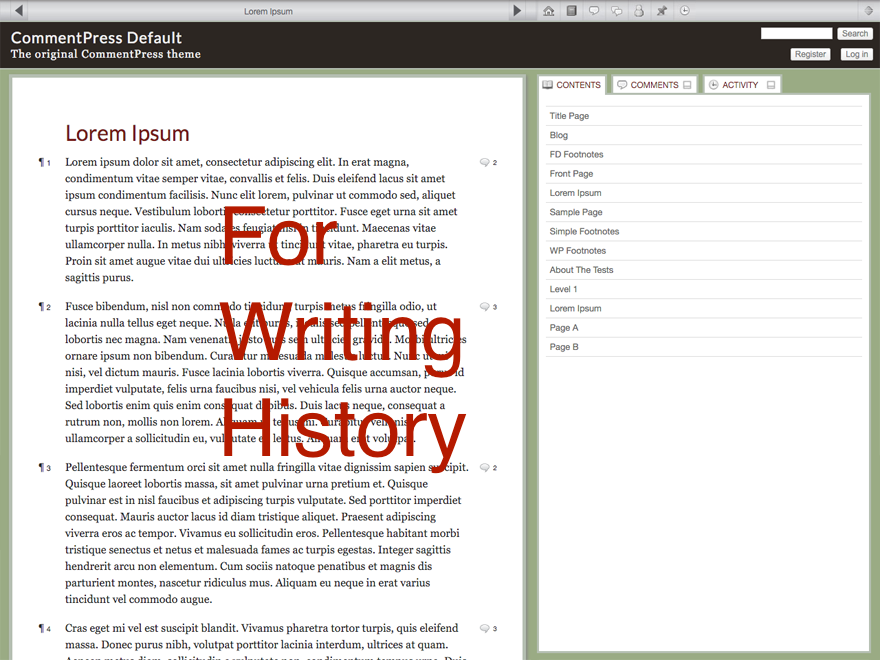 Lorem Ipsum
CommentPress Default
The original CommentPress theme
Search
Register
Log in
Lorem Ipsum
¶ 1 Lorem ipsum dolor sit amet, consectetur adipiscing elit. In erat magna, 2
condimentum vitae semper vitae, convallis et felis. Duis eleifend lacus sit amet
ipsum condimentum facilisis. Nunc elit lorem, pulvinar ut commodo sed, aliquet
cursus neque. Vestibulum lobortis consectetur porttitor. Fusce eget urna sit amet
turpis porttitor iaculis. Nam sodales feugiat in tincidunt. Maecenas vitae
ullamcorper nulla. In metus nibh, viverra ut tincidunt vitae, pharetra eu turpis.
Proin sit amet augue vitae dui ultricies luctus at mauris. Nam a elit metus, a
sagittis purus.
¶ 2 Fusce bibendum, nisl non commodo tincidunt, turpis metus fringilla odio, ut 3
lacinia nulla tellus eget neque. Nulla sed
lobortis nec magna. Nam venenatis justo quis sem ultricies gravida. Morbi ultrices
ornare ipsum non bibendum. Curabitur malesuada luctus. Nunc
nisi, vel dictum mauris. Fusce lacinia lobortis viverra. Quisque accumsan, id
imperdiet vulputate, felis urna faucibus nisi, vel vehicula felis urna auctor neque.
Sed lobortis enim quis enim consequat dapibus. Duis lacus neque, consequat a
rutrum non, mollis non lorem. Aliquam Curabitur
ullamcorper a sollicitudin eu, vulputate Aliquam erat volutpat.
¶ 3 Pellentesque fermentum orci sit amet nulla fringilla vitae dignissim sapien suscipit. 2
Quisque laoreet lobortis massa, sit amet pulvinar urna pretium et. Quisque
pulvinar est in nisl faucibus et adipiscing turpis vulputate. Sed porttitor imperdiet
consequat. Mauris auctor lacus id diam tristique aliquet. Praesent adipiscing
viverra eros ac tempor. Vivamus eu sollicitudin eros. Pellentesque habitant morbi
tristique senectus et netus et malesuada fames ac turpis egestas. Integer sagittis
hendrerit arcu non elementum. Cum sociis natoque penatibus et magnis dis
parturient montes, nascetur ridiculus mus. Aliquam eu neque in erat varius
tincidunt vel commodo augue.
¶ 4 Cras eget mi vel est suscipit blandit. Vivamus pharetra tortor turpis, quis eleifend 3
massa. Donec purus nibh, volutpat porttitor lacinia interdum, ultrices at quam.
For
Writing
History
CONTENTS
COMMENTS
ACTIVITY
Title Page
Blog
FD Footnotes
Front Page
Lorem Ipsum
Sample Page
Simple Footnotes
WP Footnotes
About The Tests
Level 1
Lorem Ipsum
Page A
Page B